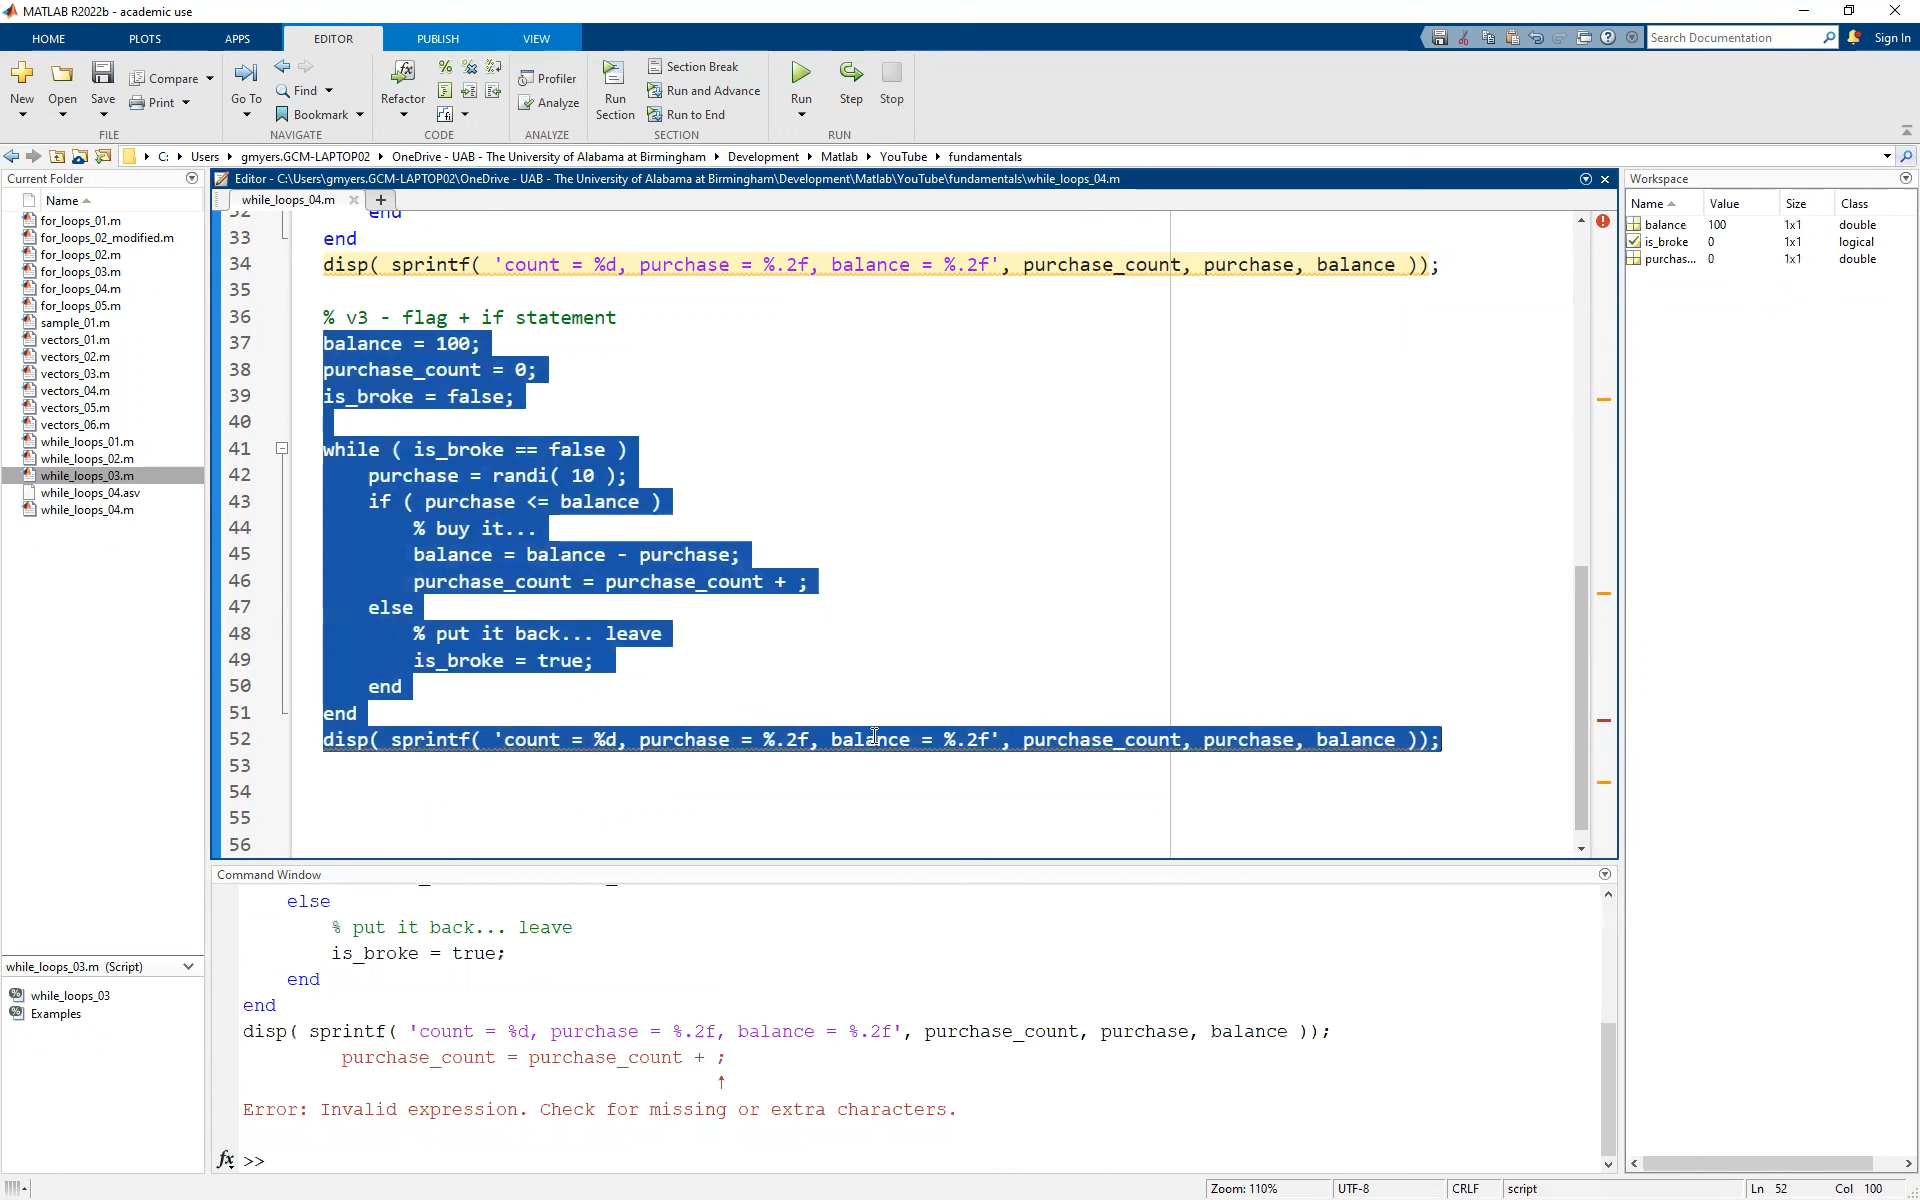 MATLAB R2022b - academic use
HOME PLOTS APPS EDITOR PUBLISH VIEW Search Documentation Sign In
New Open Save Compare Print
Go To Find Bookmark
Refactor
Profiler Analyze
Run Section Section Break Run and Advance Run to End
Run Step Stop
FILE NAVIGATE CODE ANALYZE SECTION RUN
C: Users gmyers.GCM-LAPTOP02 OneDrive - UAB - The University of Alabama at Birmingham Development Matlab YouTube fundamentals
Current Folder
Name
for_loops_01.m
for_loops_02_modified.m
for_loops_02.m
for_loops_03.m
for_loops_04.m
for_loops_05.m
sample_01.m
vectors_01.m
vectors_02.m
vectors_03.m
vectors_04.m
vectors_05.m
vectors_06.m
while_loops_01.m
while_loops_02.m
while_loops_03.m
while_loops_04.asv
while_loops_04.m
while_loops_03.m (Script)
while_loops_03
Examples
Editor - C:\Users\gmyers.GCM-LAPTOP02\OneDrive - UAB - The University of Alabama at Birmingham\Development\Matlab\YouTube\fundamentals\while_loops_04.m
while_loops_04.m
32 end
33 end
34 disp( sprintf( 'count = %d, purchase = %.2f, balance = %.2f', purchase_count, purchase, balance ));
35
36 % v3 - flag + if statement
37 balance = 100;
38 purchase_count = 0;
39 is_broke = false;
40
41 while ( is_broke == false )
42 purchase = randi( 10 );
43 if ( purchase <= balance )
44 % buy it...
45 balance = balance - purchase;
46 purchase_count = purchase_count + ;
47 else
48 % put it back... leave
49 is_broke = true;
50 end
51 end
52 disp( sprintf( 'count = %d, purchase = %.2f, balance = %.2f', purchase_count, purchase, balance ));
53
54
55
56
Command Window
else
% put it back... leave
is_broke = true;
end
end
disp( sprintf( 'count = %d, purchase = %.2f, balance = %.2f', purchase_count, purchase, balance ));
purchase_count = purchase_count + ;
↑
Error: Invalid expression. Check for missing or extra characters.
fx >>
Workspace
Name Value Size Class
balance 100 1x1 double
is_broke 0 1x1 logical
purchas... 0 1x1 double
Zoom: 110% UTF-8 CRLF script Ln 52 Col 100